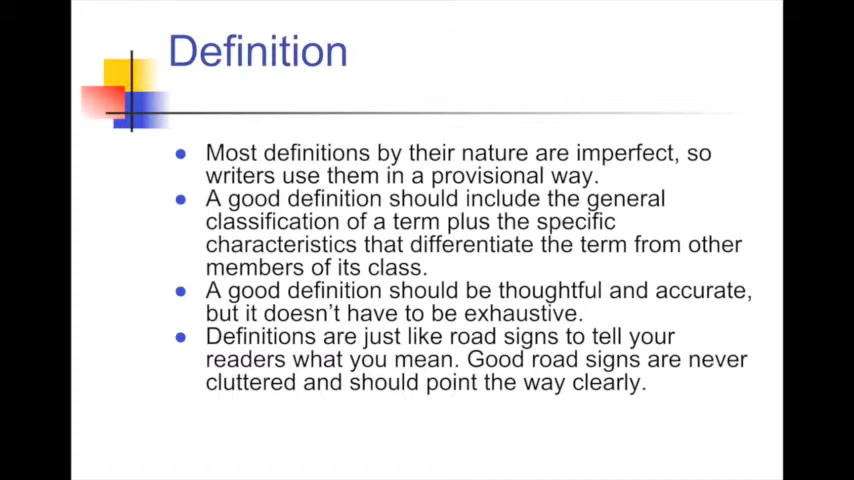 Definition
Most definitions by their nature are imperfect, so
writers use them in a provisional way.
A good definition should include the general
classification of a term plus the specific
characteristics that differentiate the term from other
members of its class.
A good definition should be thoughtful and accurate,
but it doesn't have to be exhaustive.
Definitions are just like road signs to tell your
readers what you mean. Good road signs are never
cluttered and should point the way clearly.